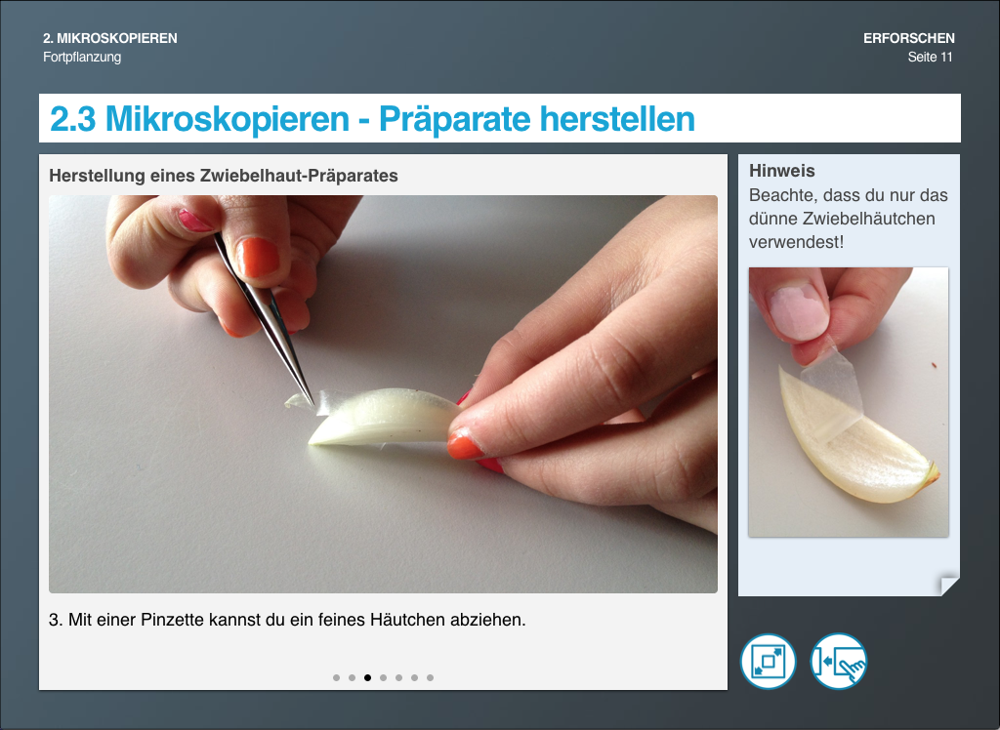 2. MIKROSKOPIEREN
Fortpflanzung
ERFORSCHEN
Seite 11
2.3 Mikroskopieren - Präparate herstellen
Herstellung eines Zwiebelhaut-Präparates
3. Mit einer Pinzette kannst du ein feines Häutchen abziehen.
Hinweis
Beachte, dass du nur das
dünne Zwiebelhäutchen
verwendest!